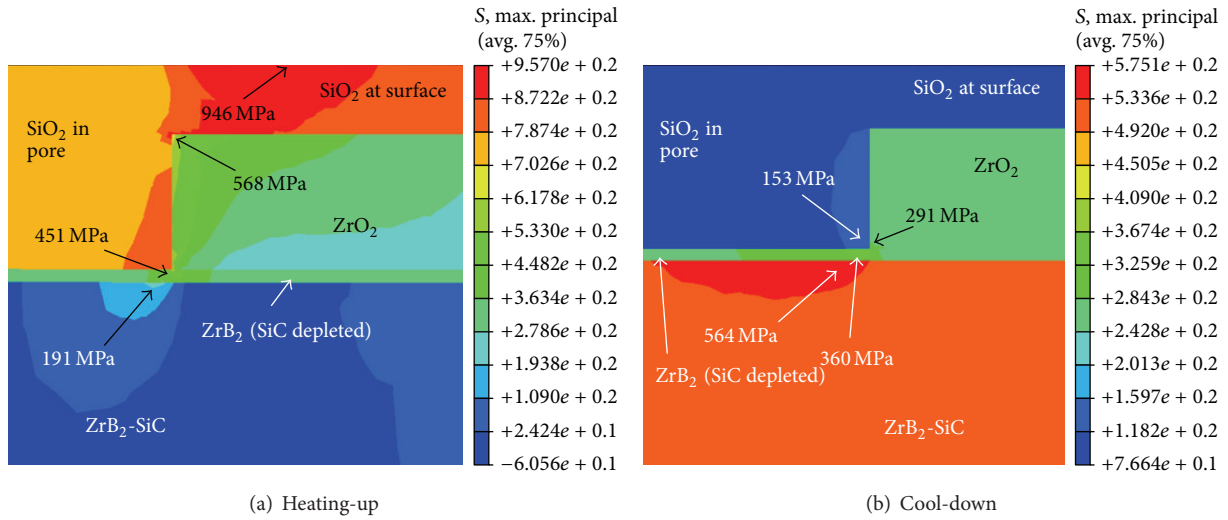 S, max. principal
(avg. 75%)
+9.570e + 0.2
+8.722e + 0.2
+7.874e + 0.2
+7.026e + 0.2
+6.178e + 0.2
+5.330e + 0.2
+4.482e + 0.2
+3.634e + 0.2
+2.786e + 0.2
+1.938e + 0.2
+1.090e + 0.2
+2.424e + 0.1
−6.056e + 0.1
SiO₂ at surface
946 MPa
SiO₂ in
pore
568 MPa
451 MPa
ZrO₂
ZrB₂ (SiC depleted)
191 MPa
ZrB₂-SiC
(a) Heating-up
S, max. principal
(avg. 75%)
+5.751e + 0.2
+5.336e + 0.2
+4.920e + 0.2
+4.505e + 0.2
+4.090e + 0.2
+3.674e + 0.2
+3.259e + 0.2
+2.843e + 0.2
+2.428e + 0.2
+2.013e + 0.2
+1.597e + 0.2
+1.182e + 0.2
+7.664e + 0.1
SiO₂ at surface
SiO₂ in
pore
153 MPa
ZrO₂
291 MPa
564 MPa
360 MPa
ZrB₂ (SiC depleted)
ZrB₂-SiC
(b) Cool-down